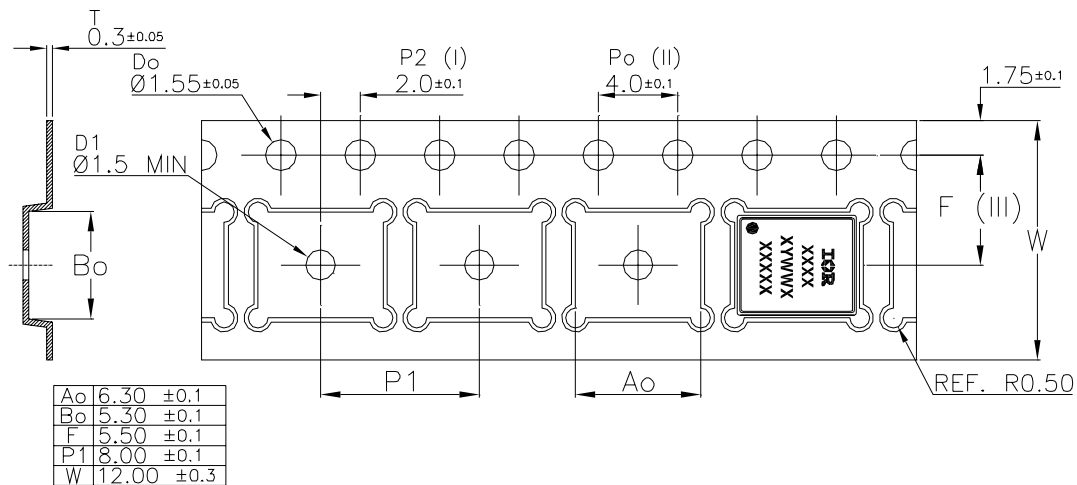 T
0.3±0.05
Do
Ø1.55±0.05
P2 (I)
2.0±0.1
Po (II)
4.0±0.1
1.75±0.1
D1
Ø1.5 MIN
F (III)
W
Bo
IOR
XXXX
XYWWX
XXXXX
P1
Ao
REF. R0.50
Ao 6.30 ±0.1
Bo 5.30 ±0.1
F 5.50 ±0.1
P1 8.00 ±0.1
W 12.00 ±0.3